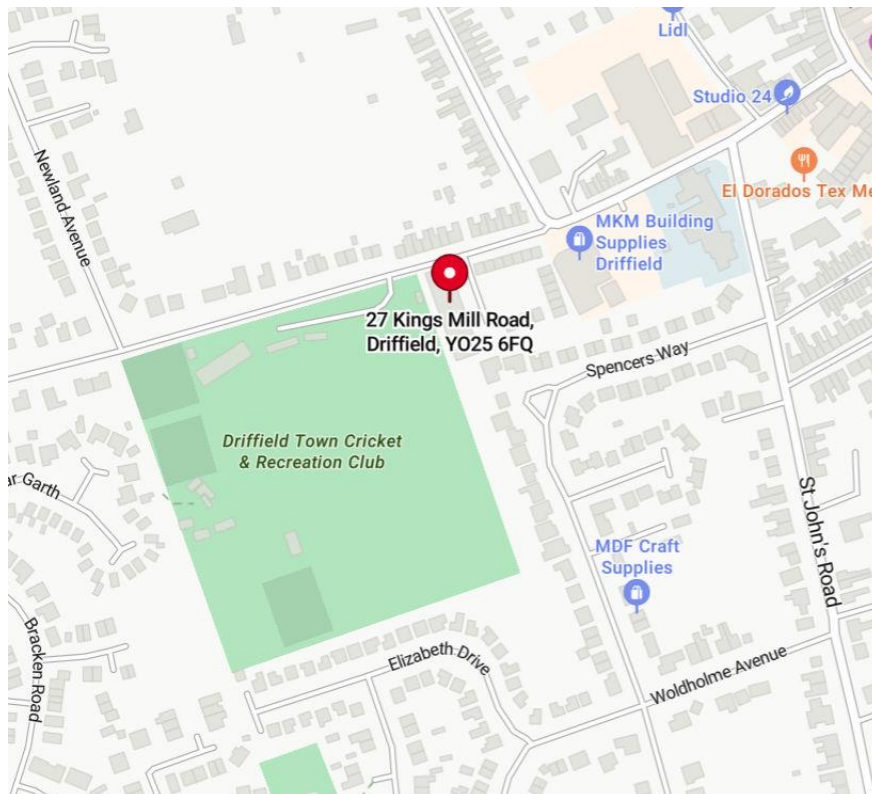 Lidl
Studio 24
El Dorados Tex Me
Newland Avenue
MKM Building
Supplies
Driffield
27 Kings Mill Road,
Driffield, YO25 6FQ
Spencers Way
Driffield Town Cricket
& Recreation Club
ar Garth
St John's Road
MDF Craft
Supplies
Bracken Road
Elizabeth Drive
Woldholme Avenue